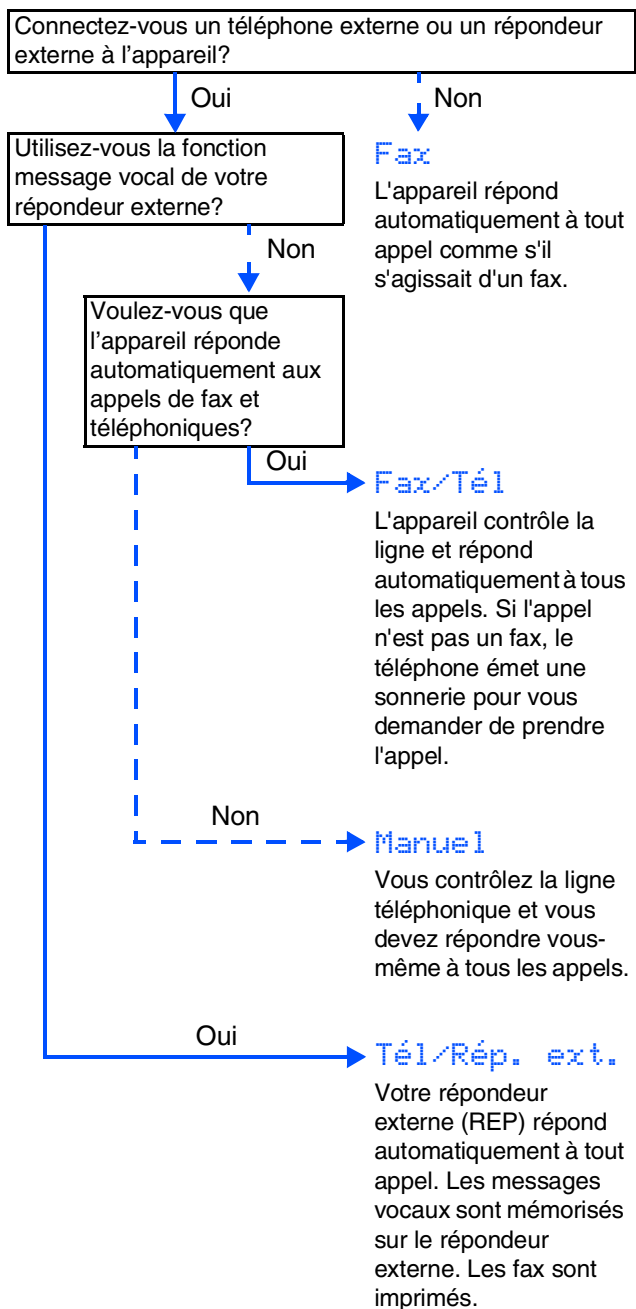 Connectez-vous un téléphone externe ou un répondeur
externe à l’appareil?
Oui
Non
Utilisez-vous la fonction
message vocal de votre
répondeur externe?
Fax
L'appareil répond
automatiquement à tout
appel comme s'il
s'agissait d'un fax.
Non
Voulez-vous que
l’appareil réponde
automatiquement aux
appels de fax et
téléphoniques?
Oui
Fax/Tél
L'appareil contrôle la
ligne et répond
automatiquement à tous
les appels. Si l'appel
n'est pas un fax, le
téléphone émet une
sonnerie pour vous
demander de prendre
l'appel.
Non
Manuel
Vous contrôlez la ligne
téléphonique et vous
devez répondre vous-
même à tous les appels.
Oui
Tél/Rép. ext.
Votre répondeur
externe (REP) répond
automatiquement à tout
appel. Les messages
vocaux sont mémorisés
sur le répondeur
externe. Les fax sont
imprimés.